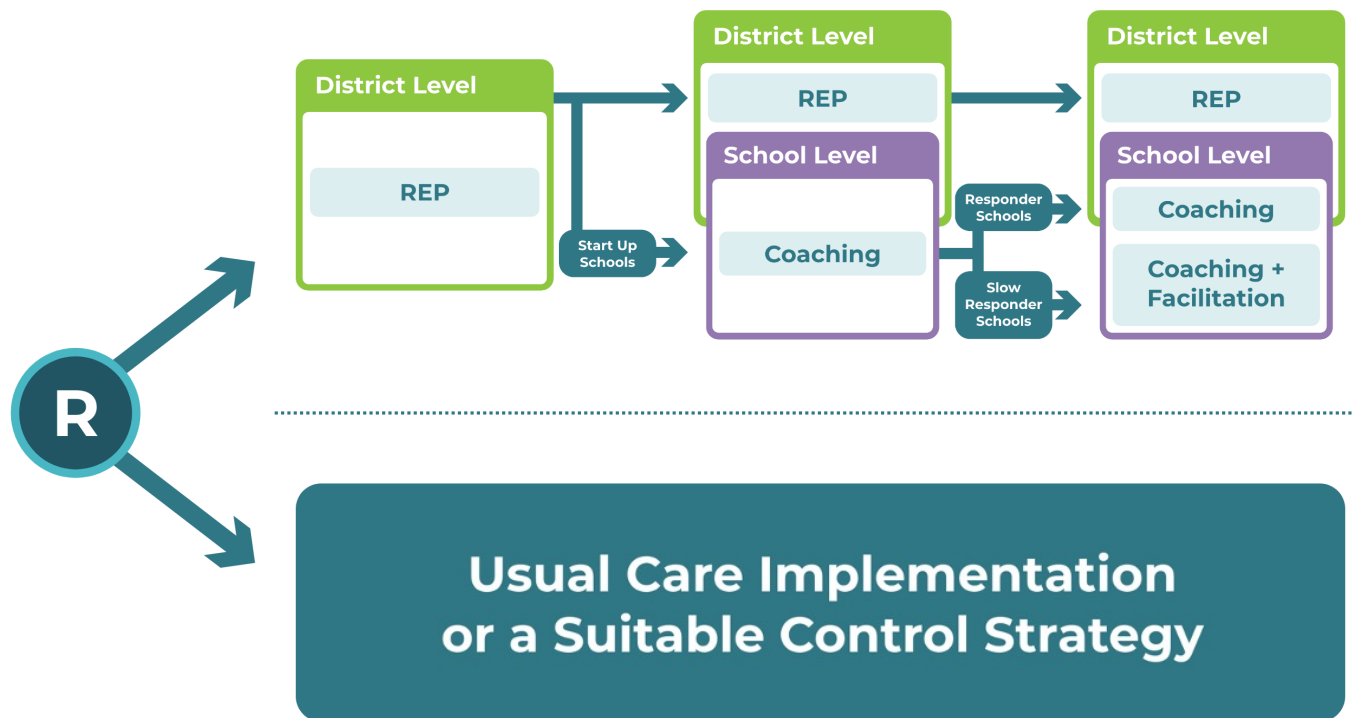 R
District Level
REP
Start Up
Schools
District Level
REP
School Level
Coaching
Responder
Schools
Slow
Responder
Schools
District Level
REP
School Level
Coaching
Coaching +
Facilitation
Usual Care Implementation
or a Suitable Control Strategy